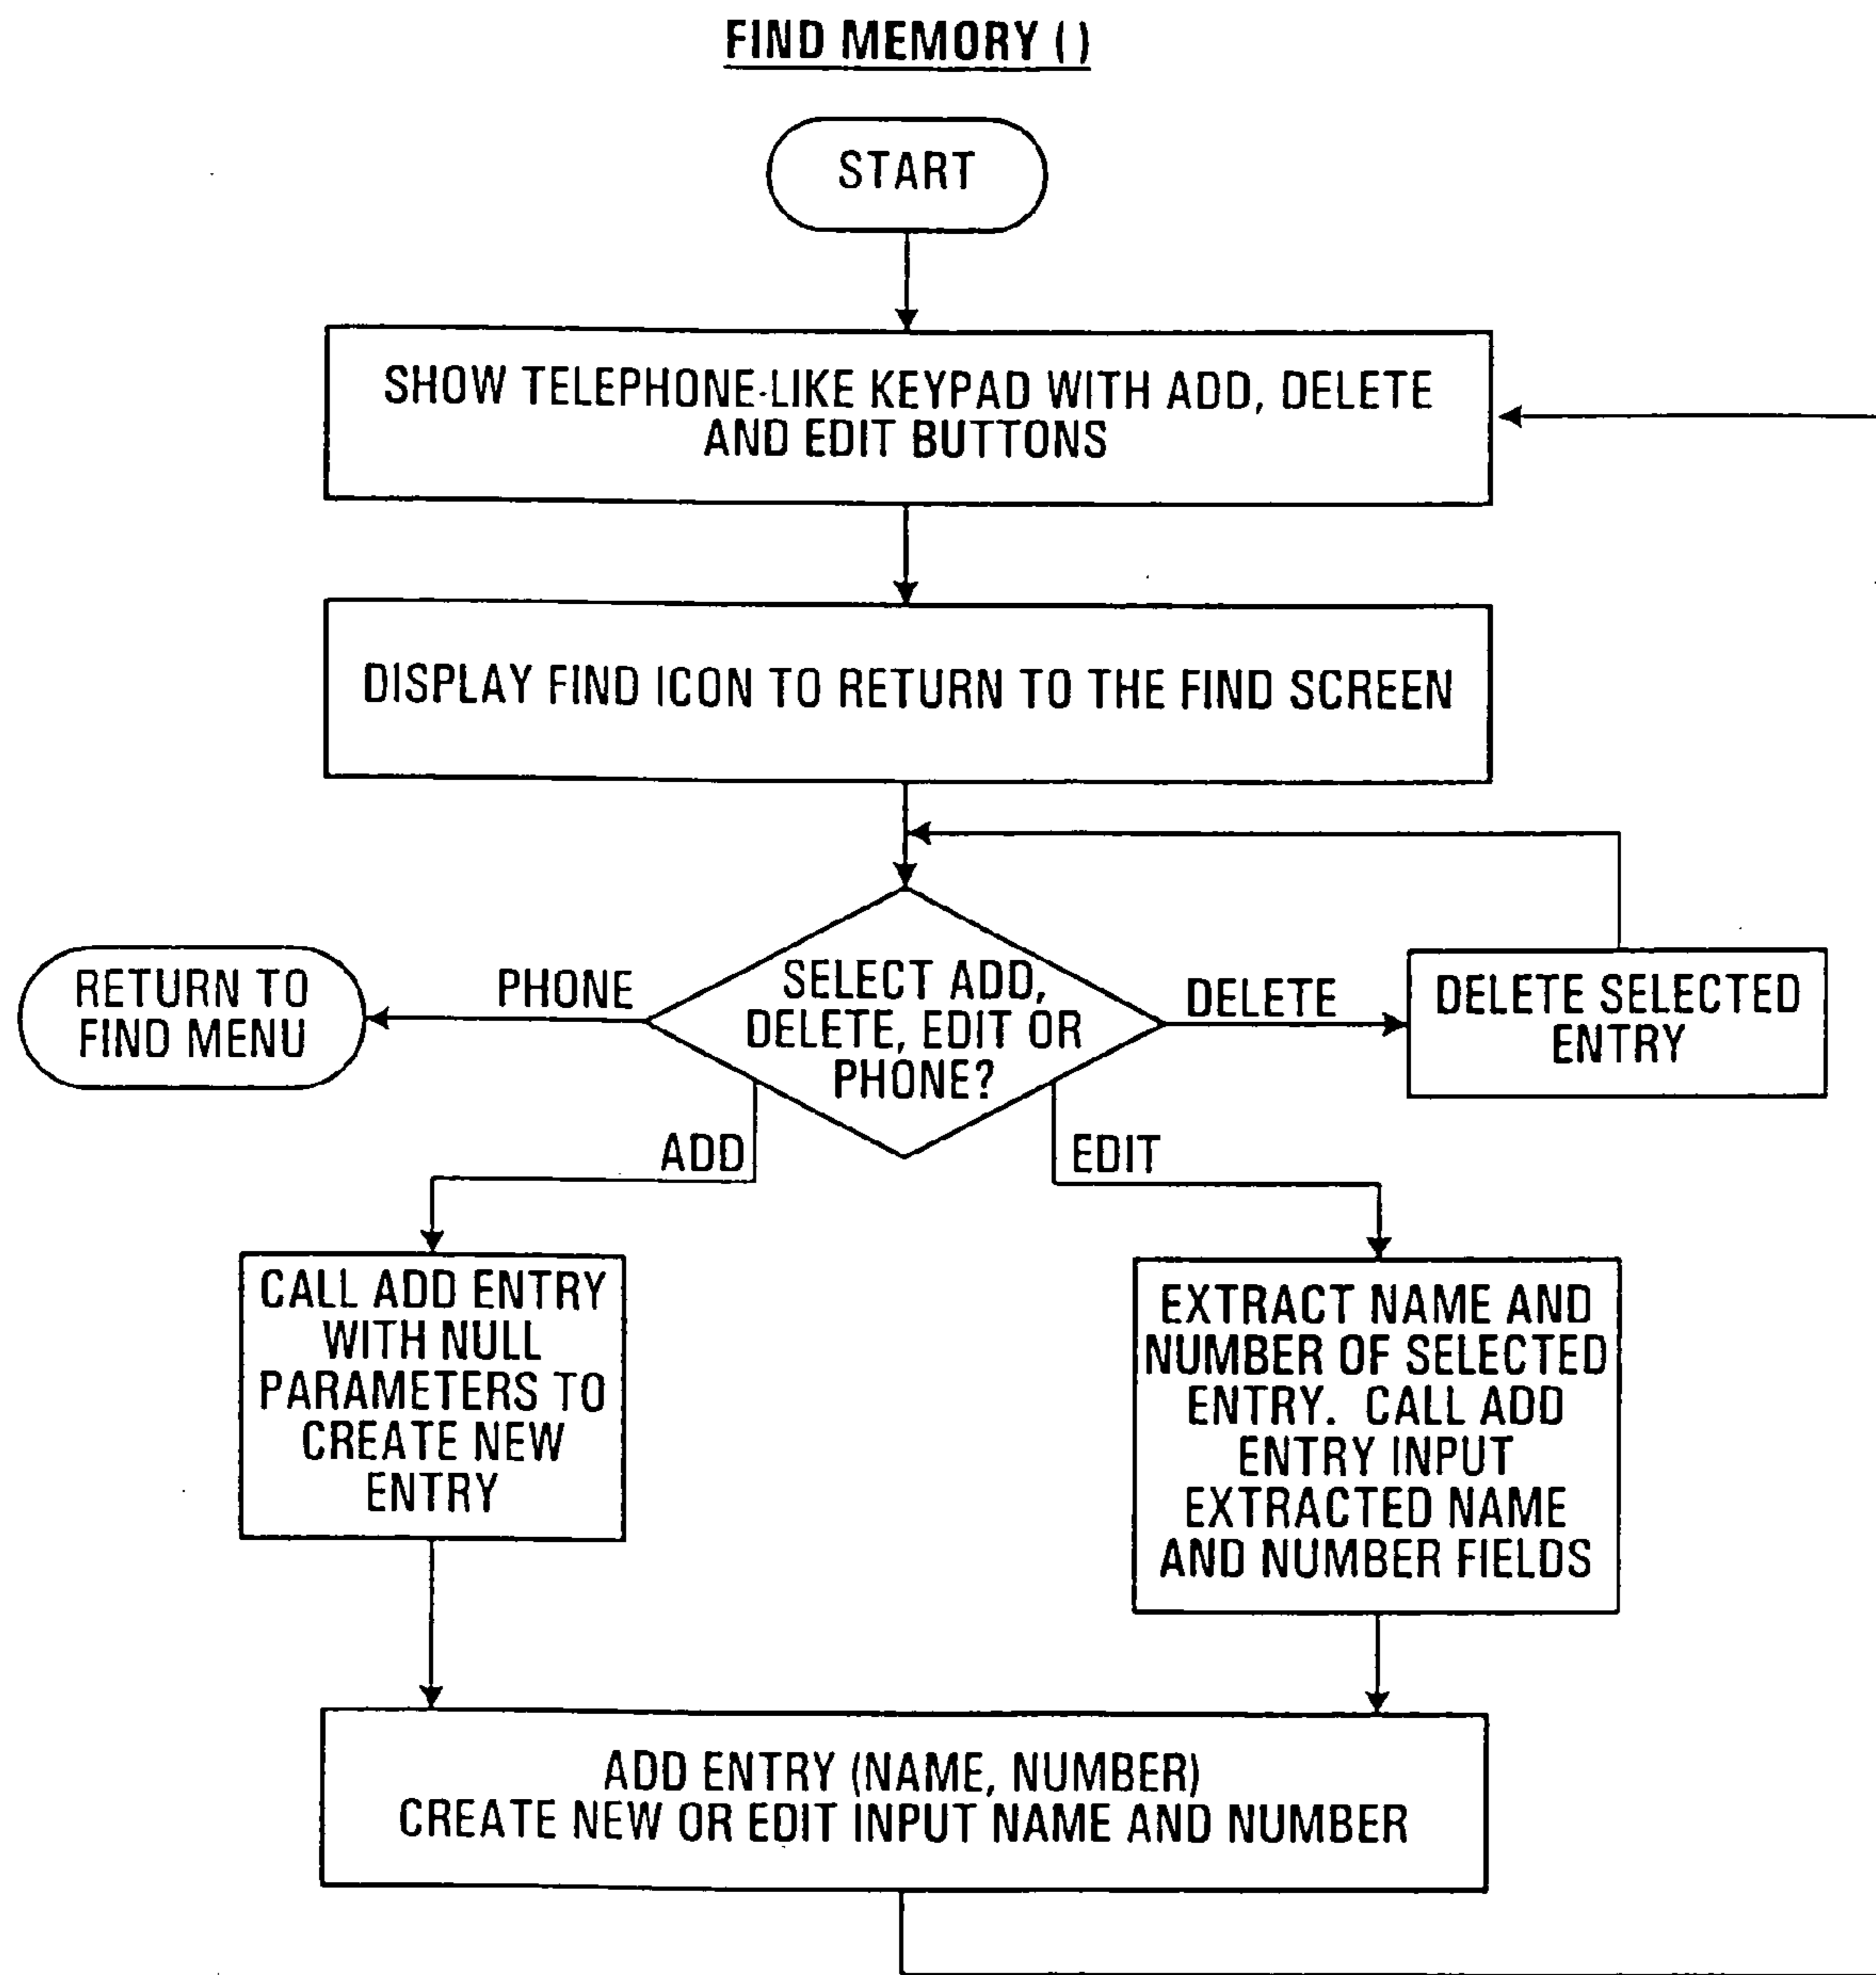 FIND MEMORY ( )
START
SHOW TELEPHONE-LIKE KEYPAD WITH ADD, DELETE
AND EDIT BUTTONS
DISPLAY FIND ICON TO RETURN TO THE FIND SCREEN
RETURN TO
FIND MENU
PHONE
SELECT ADD,
DELETE, EDIT OR
PHONE?
DELETE
DELETE SELECTED
ENTRY
ADD
EDIT
CALL ADD ENTRY
WITH NULL
PARAMETERS TO
CREATE NEW
ENTRY
EXTRACT NAME AND
NUMBER OF SELECTED
ENTRY. CALL ADD
ENTRY INPUT
EXTRACTED NAME
AND NUMBER FIELDS
ADD ENTRY (NAME, NUMBER)
CREATE NEW OR EDIT INPUT NAME AND NUMBER